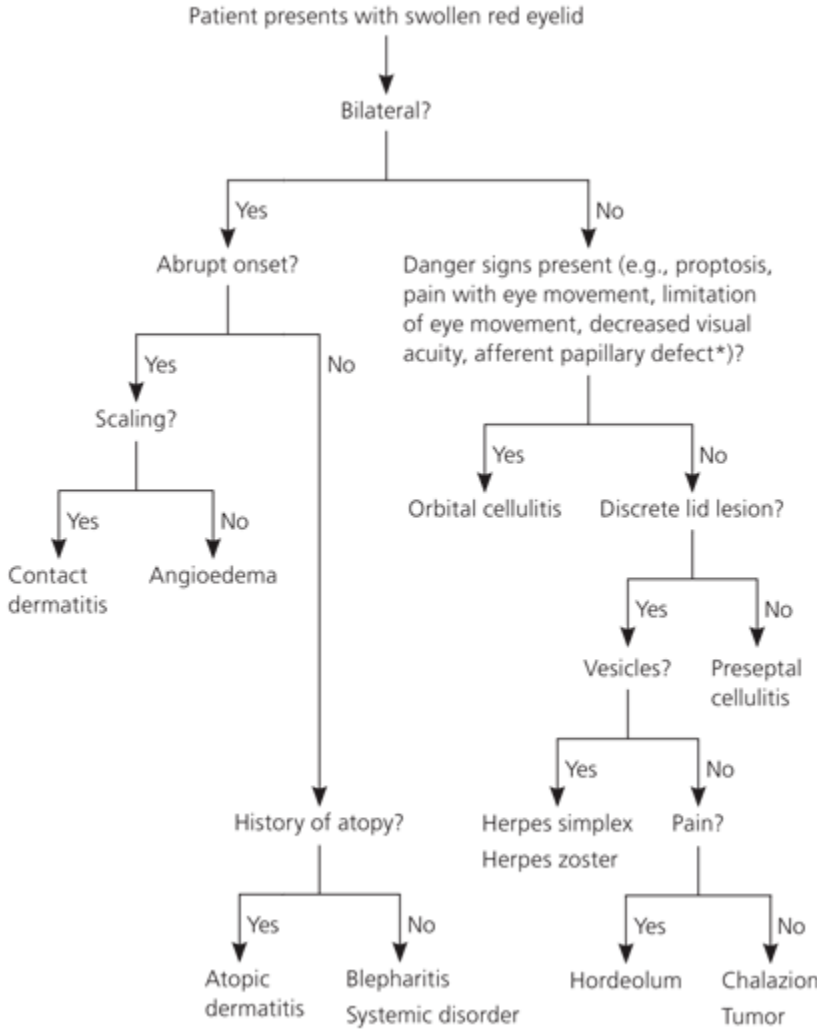 Patient presents with swollen red eyelid
Bilateral?
Yes
No
Abrupt onset?
Danger signs present (e.g., proptosis,
pain with eye movement, limitation
of eye movement, decreased visual
acuity, afferent papillary defect*)?
Yes
No
Scaling?
Yes
No
Orbital cellulitis
Discrete lid lesion?
Yes
No
Contact
dermatitis
Angioedema
Yes
No
Vesicles?
Preseptal
cellulitis
Yes
No
History of atopy?
Herpes simplex
Herpes zoster
Pain?
Yes
No
Yes
No
Atopic
dermatitis
Blepharitis
Systemic disorder
Hordeolum
Chalazion
Tumor